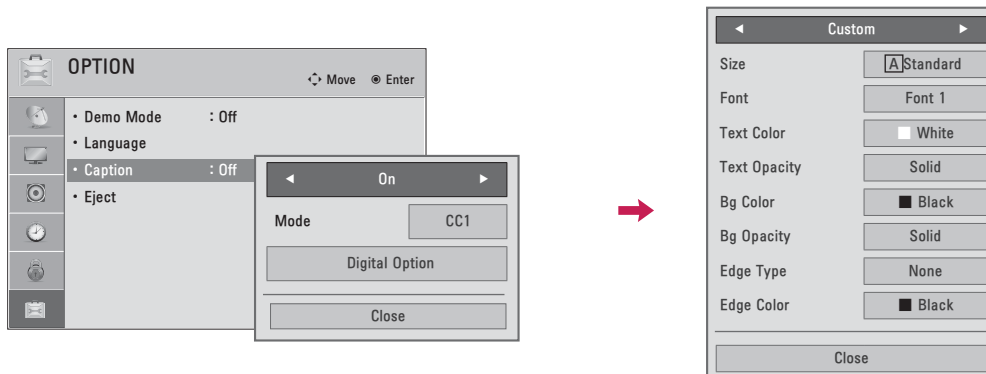 OPTION
Move Enter
• Demo Mode : Off
• Language
• Caption : Off
• Eject
◄ On ►
Mode CC1
Digital Option
Close
◄ Custom ►
Size A Standard
Font Font 1
Text Color White
Text Opacity Solid
Bg Color Black
Bg Opacity Solid
Edge Type None
Edge Color Black
Close